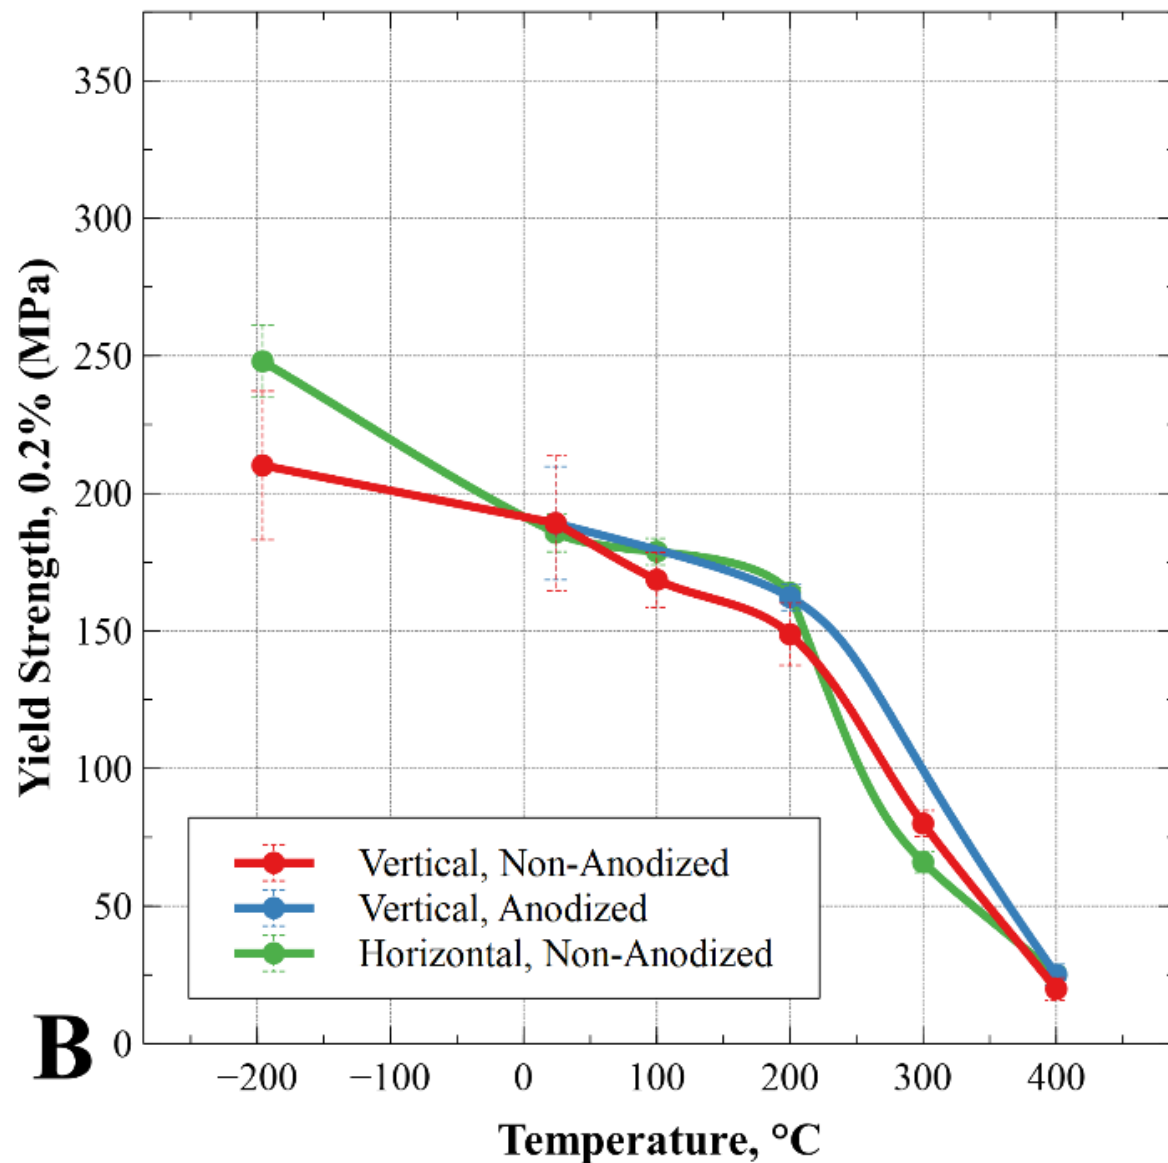 350
300
250
200
150
100
50
0
Yield Strength, 0.2% (MPa)
Vertical, Non-Anodized
Vertical, Anodized
Horizontal, Non-Anodized
B
−200 −100 0 100 200 300 400
Temperature, °C